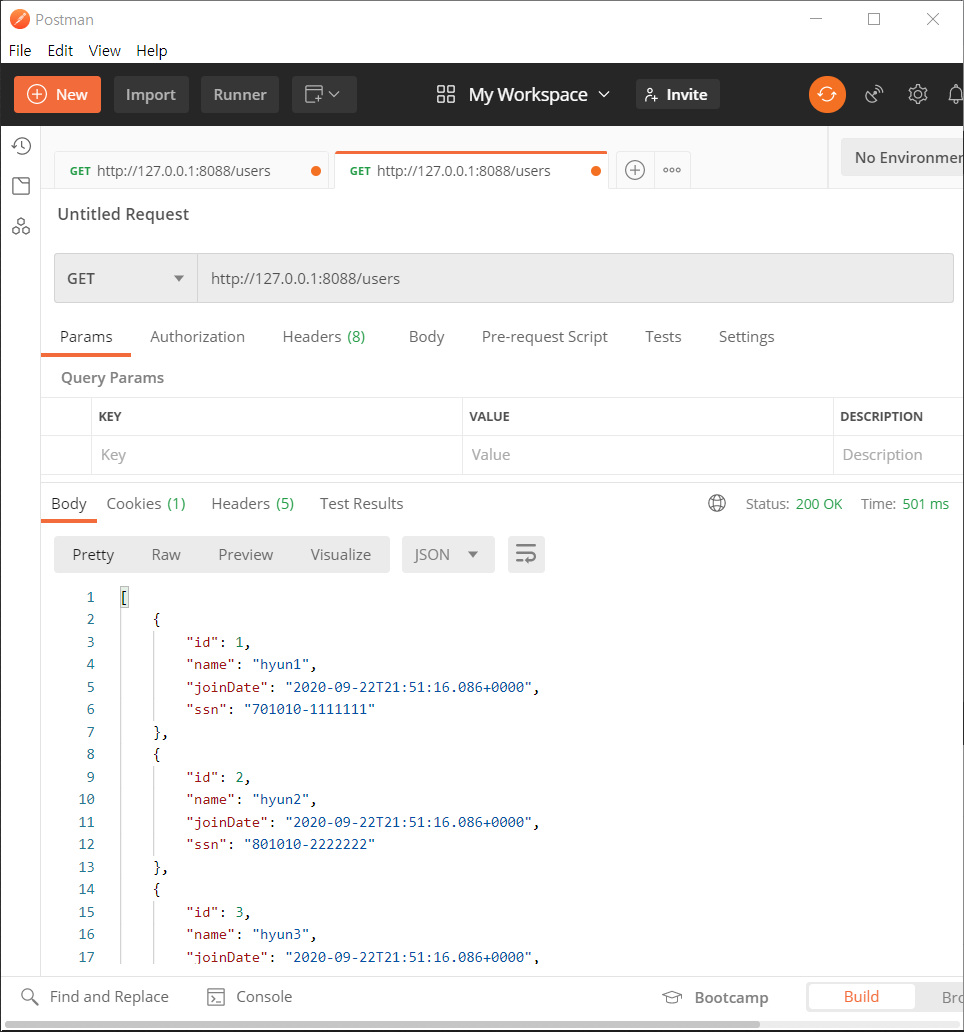 Postman
File Edit View Help
New Import Runner My Workspace Invite
GET http://127.0.0.1:8088/users GET http://127.0.0.1:8088/users No Environmen
Untitled Request
GET http://127.0.0.1:8088/users
Params Authorization Headers (8) Body Pre-request Script Tests Settings
Query Params
KEY VALUE DESCRIPTION
Key Value Description
Body Cookies (1) Headers (5) Test Results Status: 200 OK Time: 501 ms
Pretty Raw Preview Visualize JSON
1 [
2 {
3 "id": 1,
4 "name": "hyun1",
5 "joinDate": "2020-09-22T21:51:16.086+0000",
6 "ssn": "701010-1111111"
7 },
8 {
9 "id": 2,
10 "name": "hyun2",
11 "joinDate": "2020-09-22T21:51:16.086+0000",
12 "ssn": "801010-2222222"
13 },
14 {
15 "id": 3,
16 "name": "hyun3",
17 "joinDate": "2020-09-22T21:51:16.086+0000",
Find and Replace Console Bootcamp Build Bro